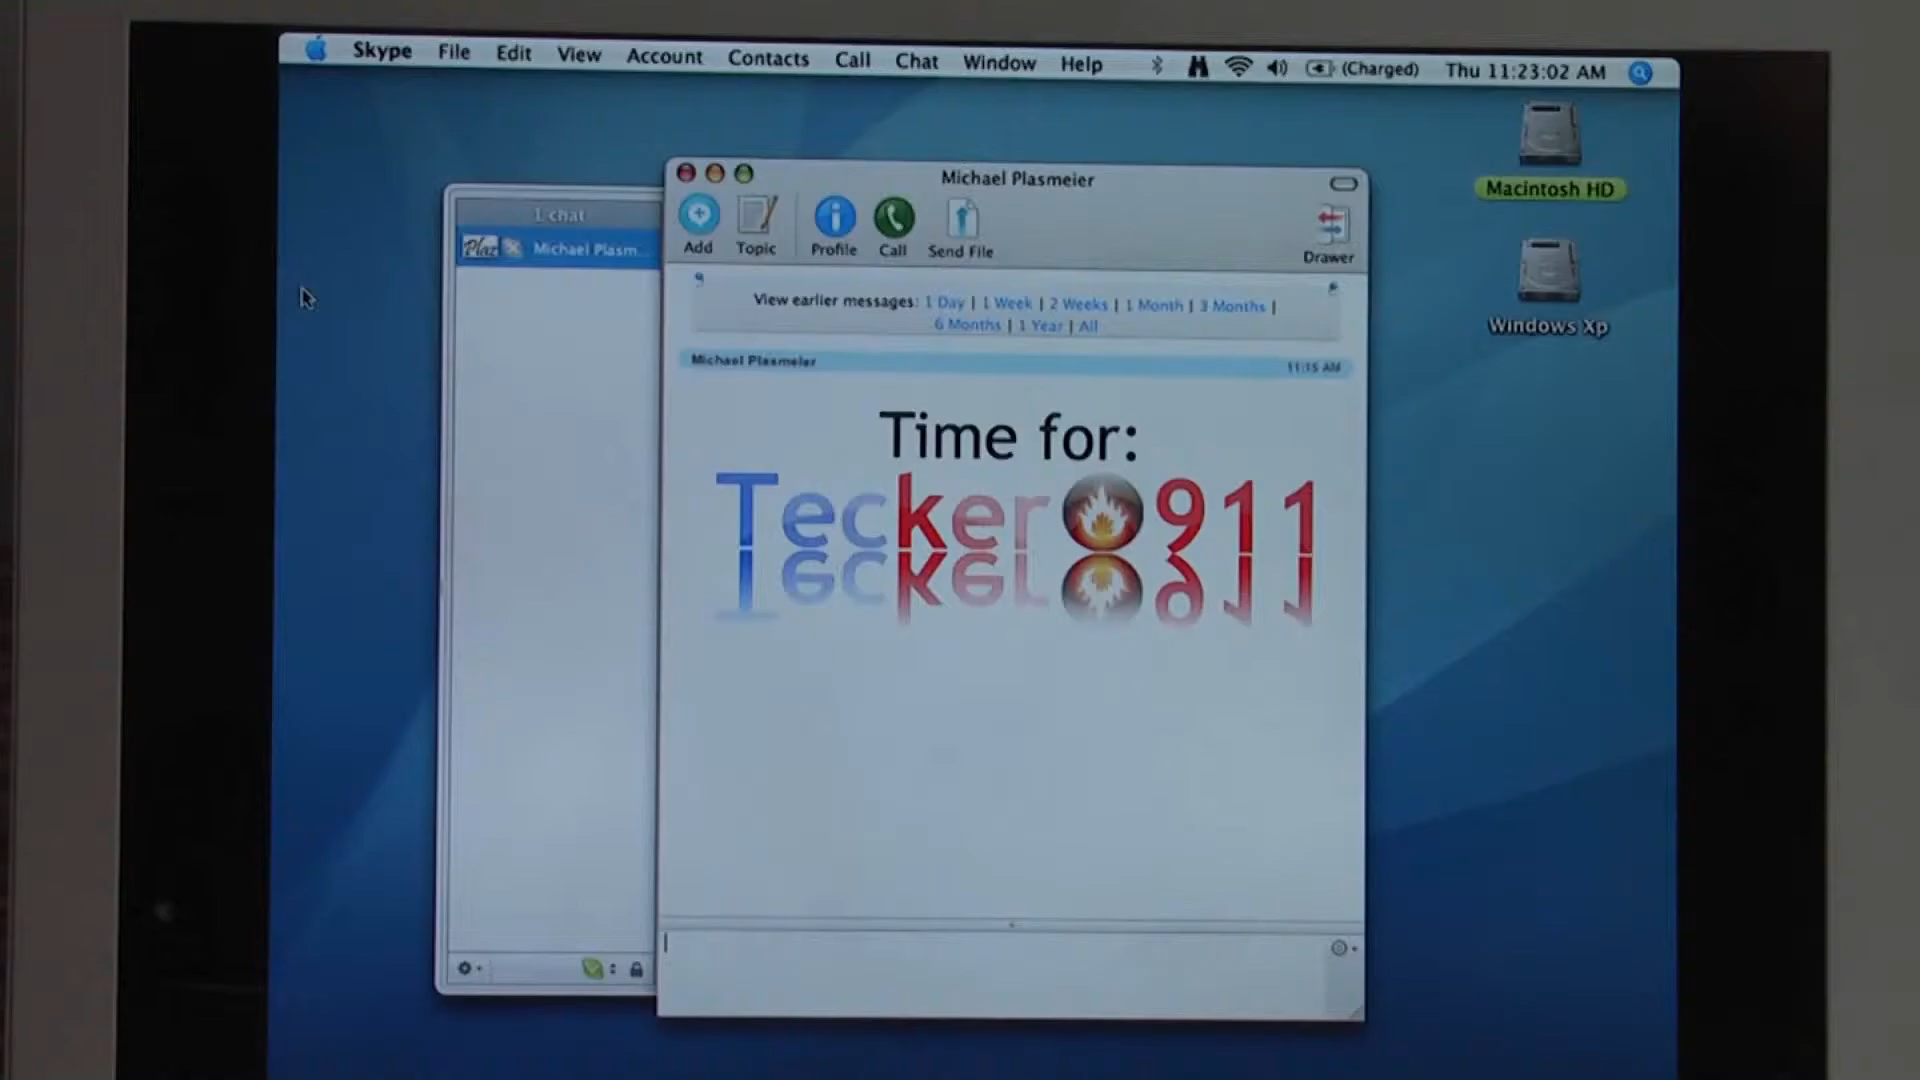 Skype File Edit View Account Contacts Call Chat Window Help (Charged) Thu 11:23:02 AM
Macintosh HD
Windows Xp
1 chat
Plaz Michael Plasm...
Michael Plasmeier
Add Topic Profile Call Send File Drawer
View earlier messages: 1 Day | 1 Week | 2 Weeks | 1 Month | 3 Months |
6 Months | 1 Year | All
Michael Plasmeier 11:15 AM
Time for:
Tecker 911